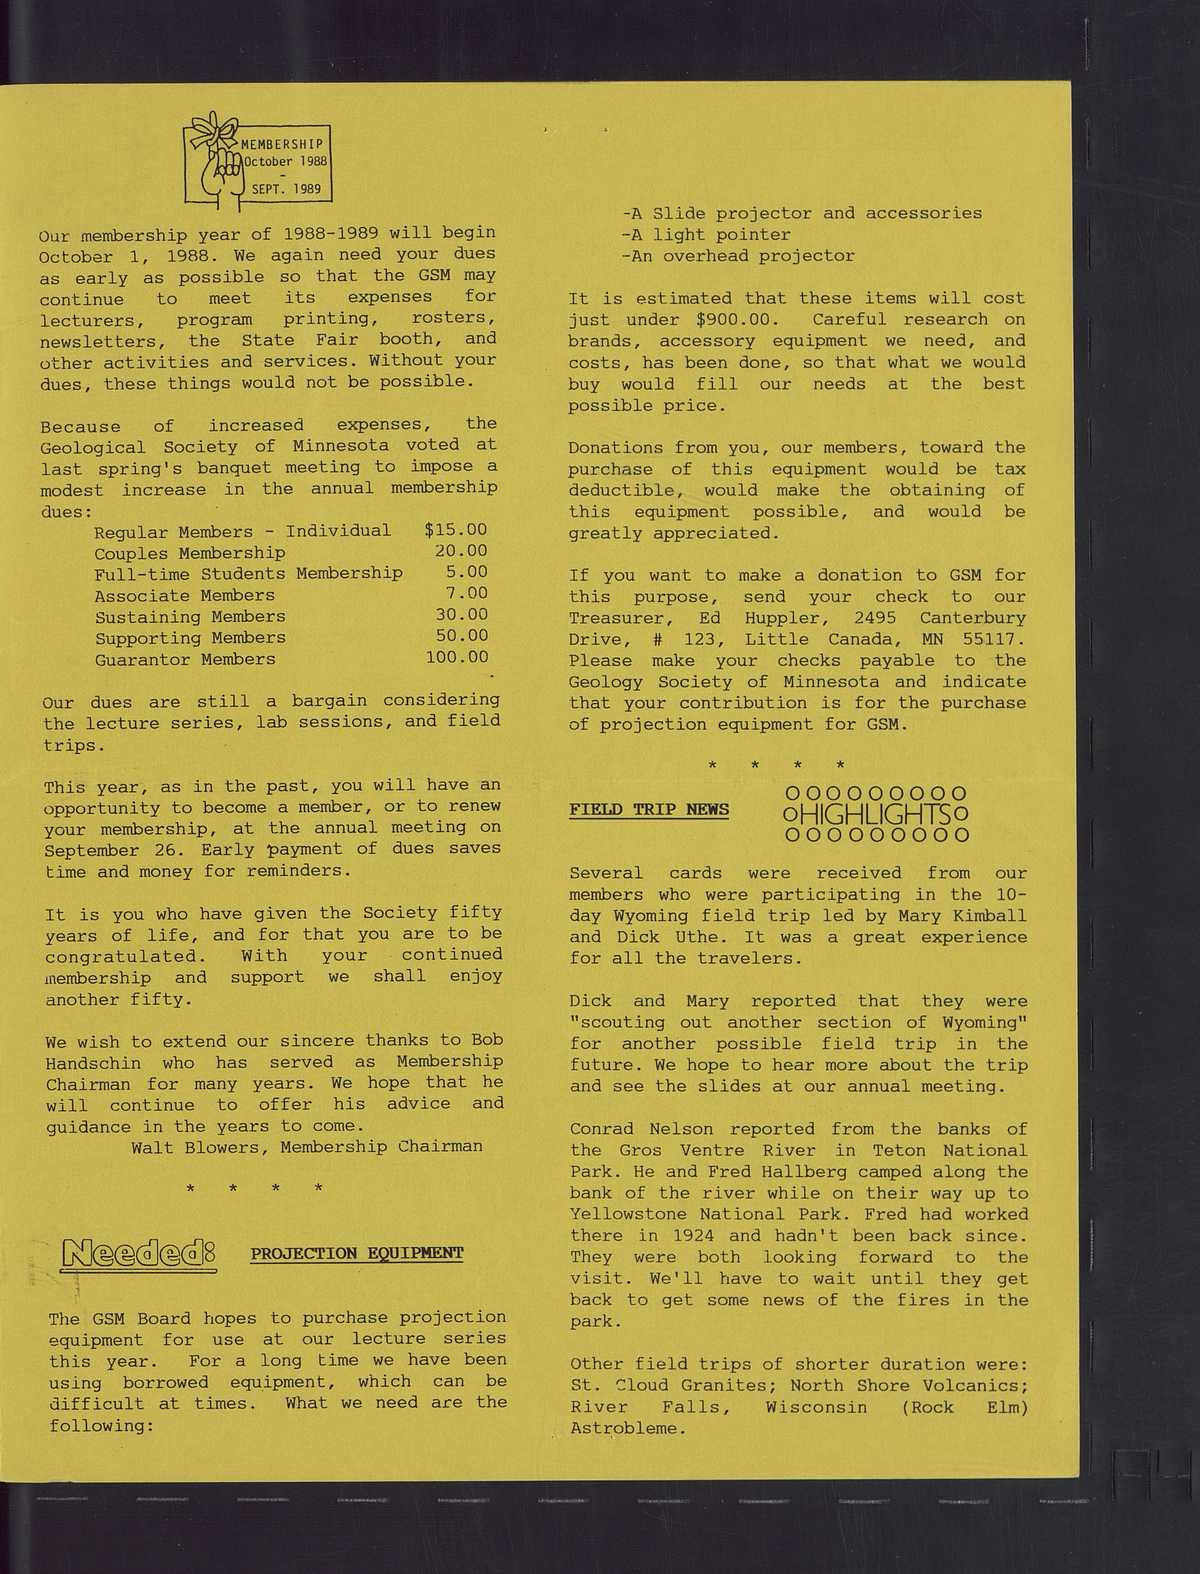 MEMBERSHIP
October 1988
-
SEPT. 1989
Our membership year of 1988-1989 will begin
October 1, 1988. We again need your dues
as early as possible so that the GSM may
continue to meet its expenses for
lecturers, program printing, rosters,
newsletters, the State Fair booth, and
other activities and services. Without your
dues, these things would not be possible.
Because of increased expenses, the
Geological Society of Minnesota voted at
last spring's banquet meeting to impose a
modest increase in the annual membership
dues:
Regular Members - Individual $15.00
Couples Membership 20.00
Full-time Students Membership 5.00
Associate Members 7.00
Sustaining Members 30.00
Supporting Members 50.00
Guarantor Members 100.00
Our dues are still a bargain considering
the lecture series, lab sessions, and field
trips.
This year, as in the past, you will have an
opportunity to become a member, or to renew
your membership, at the annual meeting on
September 26. Early payment of dues saves
time and money for reminders.
It is you who have given the Society fifty
years of life, and for that you are to be
congratulated. With your continued
membership and support we shall enjoy
another fifty.
We wish to extend our sincere thanks to Bob
Handschin who has served as Membership
Chairman for many years. We hope that he
will continue to offer his advice and
guidance in the years to come.
Walt Blowers, Membership Chairman
* * * *
Needed: PROJECTION EQUIPMENT
The GSM Board hopes to purchase projection
equipment for use at our lecture series
this year. For a long time we have been
using borrowed equipment, which can be
difficult at times. What we need are the
following:
-A Slide projector and accessories
-A light pointer
-An overhead projector
It is estimated that these items will cost
just under $900.00. Careful research on
brands, accessory equipment we need, and
costs, has been done, so that what we would
buy would fill our needs at the best
possible price.
Donations from you, our members, toward the
purchase of this equipment would be tax
deductible, would make the obtaining of
this equipment possible, and would be
greatly appreciated.
If you want to make a donation to GSM for
this purpose, send your check to our
Treasurer, Ed Huppler, 2495 Canterbury
Drive, # 123, Little Canada, MN 55117.
Please make your checks payable to the
Geology Society of Minnesota and indicate
that your contribution is for the purchase
of projection equipment for GSM.
* * * *
FIELD TRIP NEWS HIGHLIGHTS
Several cards were received from our
members who were participating in the 10-
day Wyoming field trip led by Mary Kimball
and Dick Uthe. It was a great experience
for all the travelers.
Dick and Mary reported that they were
"scouting out another section of Wyoming"
for another possible field trip in the
future. We hope to hear more about the trip
and see the slides at our annual meeting.
Conrad Nelson reported from the banks of
the Gros Ventre River in Teton National
Park. He and Fred Hallberg camped along the
bank of the river while on their way up to
Yellowstone National Park. Fred had worked
there in 1924 and hadn't been back since.
They were both looking forward to the
visit. We'll have to wait until they get
back to get some news of the fires in the
park.
Other field trips of shorter duration were:
St. Cloud Granites; North Shore Volcanics;
River Falls, Wisconsin (Rock Elm)
Astrobleme.